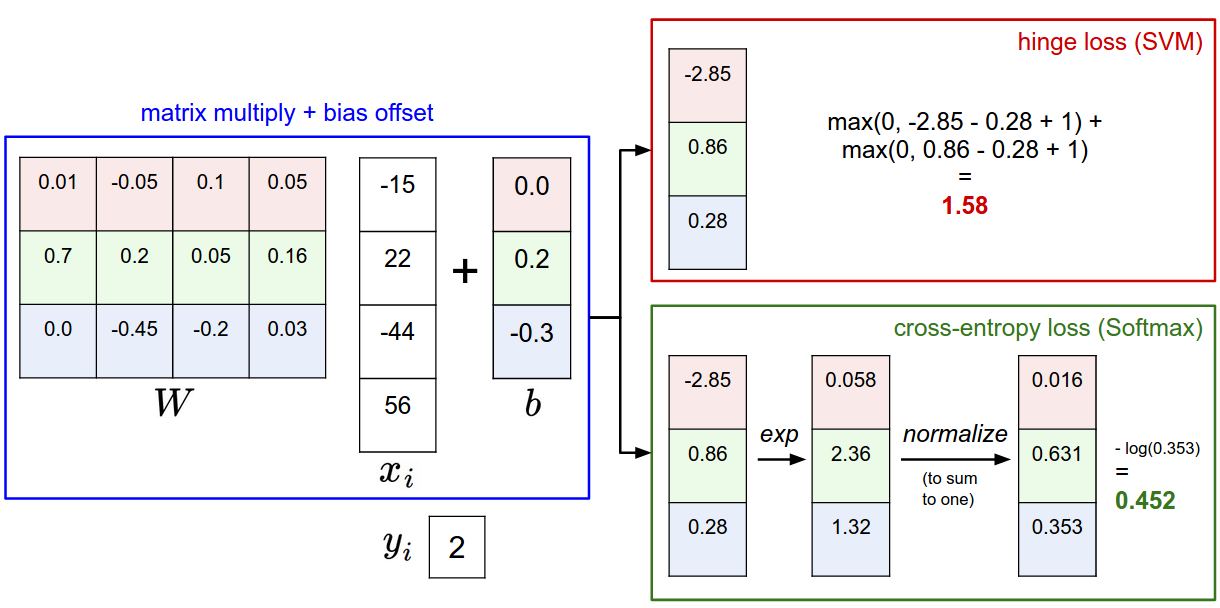 matrix multiply + bias offset
0.01 -0.05 0.1 0.05
0.7 0.2 0.05 0.16
0.0 -0.45 -0.2 0.03
W
-15
22
-44
56
x_i
+
0.0
0.2
-0.3
b
y_i 2
hinge loss (SVM)
-2.85
0.86
0.28
max(0, -2.85 - 0.28 + 1) +
max(0, 0.86 - 0.28 + 1)
=
1.58
cross-entropy loss (Softmax)
-2.85
0.86
0.28
exp
0.058
2.36
1.32
normalize
(to sum
to one)
0.016
0.631
0.353
- log(0.353)
=
0.452